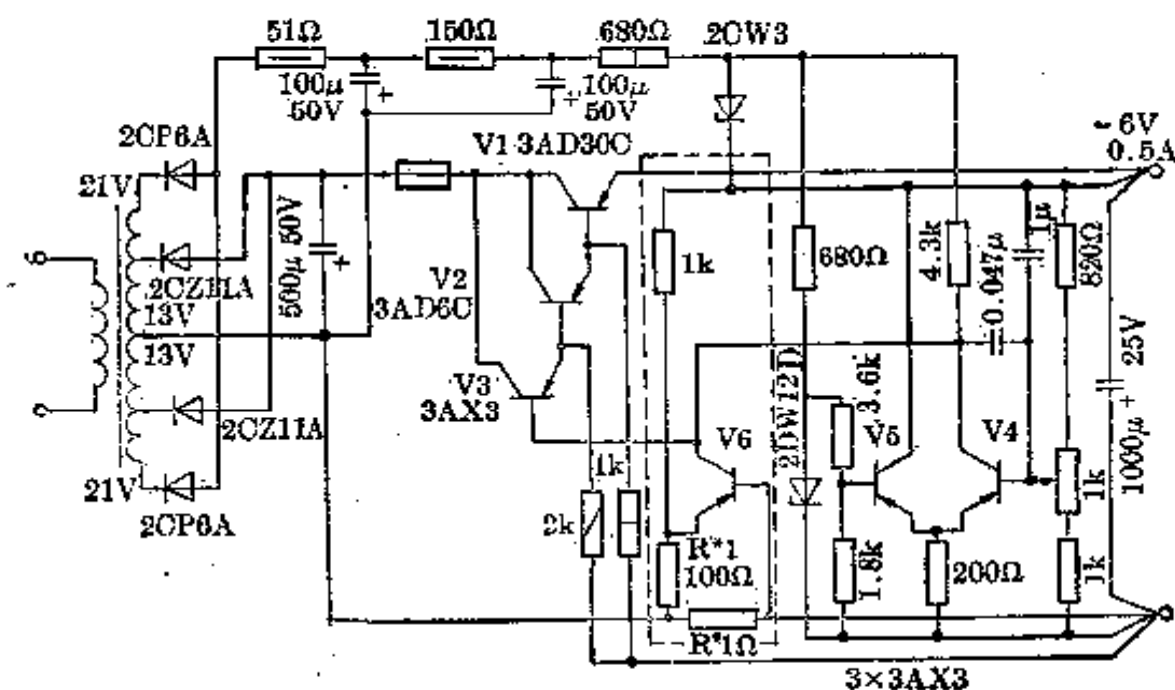 51Ω
150Ω
680Ω
2CW3
100μ
50V
+
100μ
50V
+
2CP6A
V1 3AD30C
- 6V
0.5A
21V
2CZ11A
500μ 50V
+
13V
13V
V2
3AD6C
1k
680Ω
4.3k
0.047μ
1μ
820Ω
V3
3AX3
2CZ11A
3.6k
2DW12D
V6
V5
V4
1000μ + 25V
21V
2CP6A
1k
2k
R*1
100Ω
1.8k
200Ω
1k
1k
R*1Ω
3×3AX3